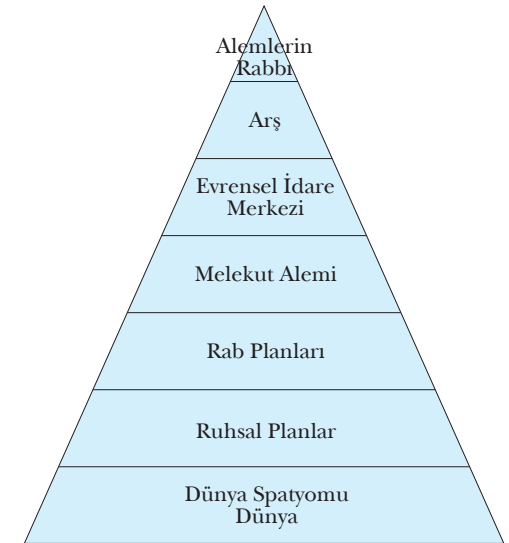 Alemlerin
Rabbı
Arş
Evrensel İdare
Merkezi
Melekut Alemi
Rab Planları
Ruhsal Planlar
Dünya Spatyomu
Dünya